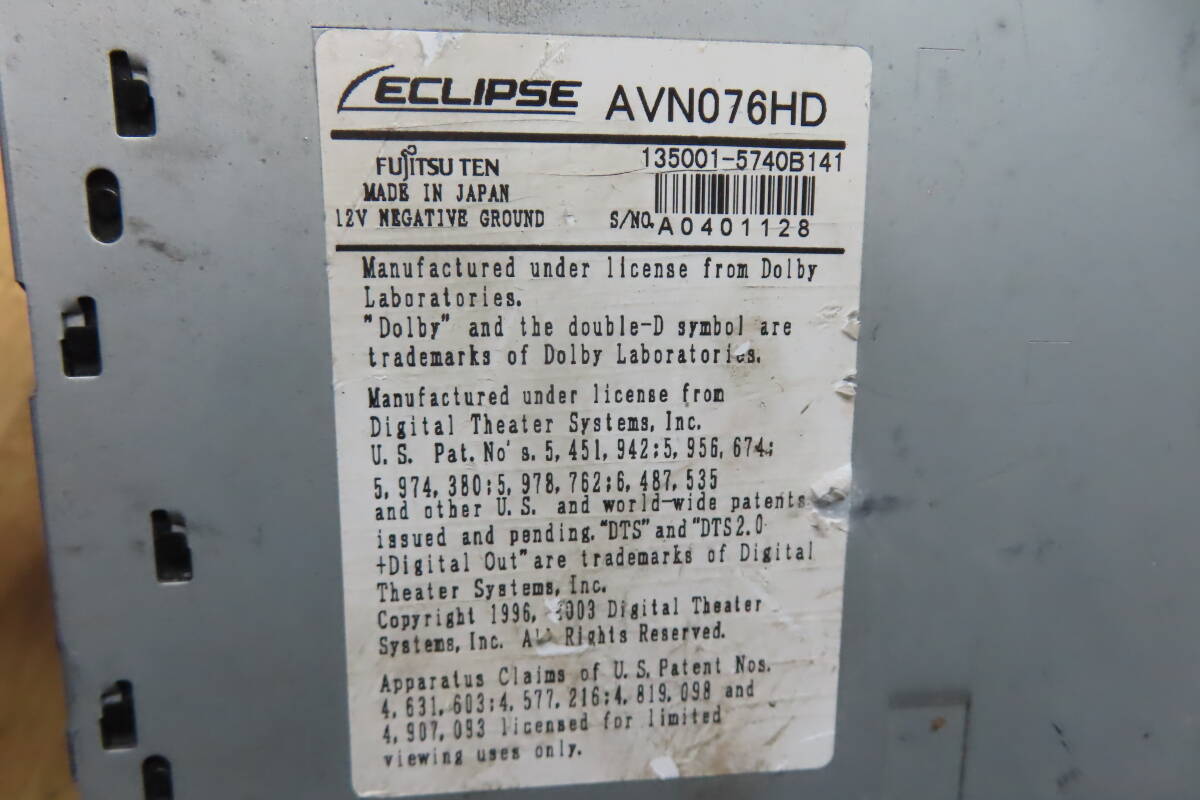 ECLIPSE AVN076HD
FUJITSU TEN 135001-5740B141
MADE IN JAPAN
12V NEGATIVE GROUND S/NO. A0401128
Manufactured under license from Dolby
Laboratories.
"Dolby" and the double-D symbol are
trademarks of Dolby Laboratories.
Manufactured under license from
Digital Theater Systems, Inc.
U.S. Pat. No's. 5,451,942;5,956,674;
5,974,380;5,978,762;6,487,535
and other U.S. and world-wide patents
issued and pending. "DTS" and "DTS2.0
+Digital Out" are trademarks of Digital
Theater Systems, Inc.
Copyright 1996, 2003 Digital Theater
Systems, Inc. All Rights Reserved.
Apparatus Claims of U.S. Patent Nos.
4,631,603;4,577,216;4,819,098 and
4,907,093 licensed for limited
viewing uses only.